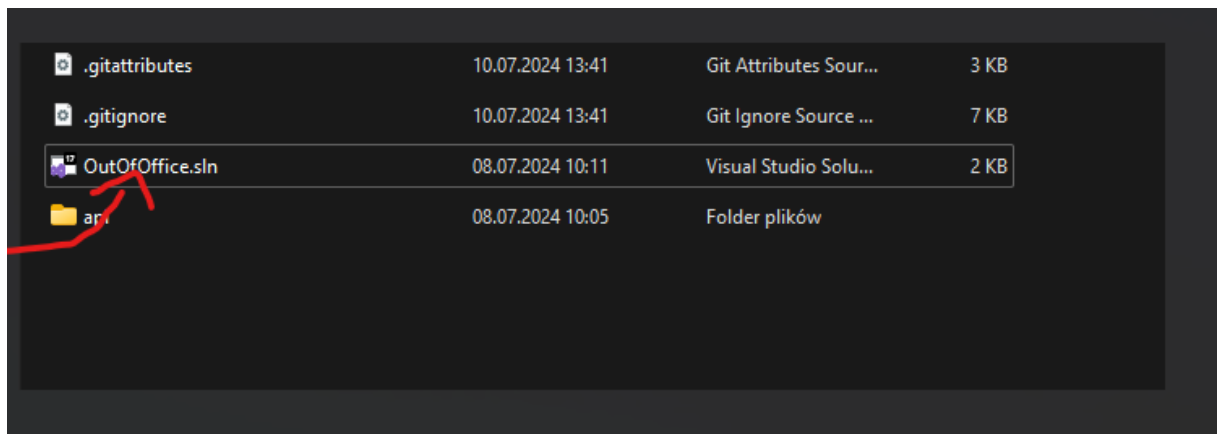 .gitattributes 10.07.2024 13:41 Git Attributes Sour... 3 KB
.gitignore 10.07.2024 13:41 Git Ignore Source ... 7 KB
OutOfOffice.sln 08.07.2024 10:11 Visual Studio Solu... 2 KB
api 08.07.2024 10:05 Folder plików